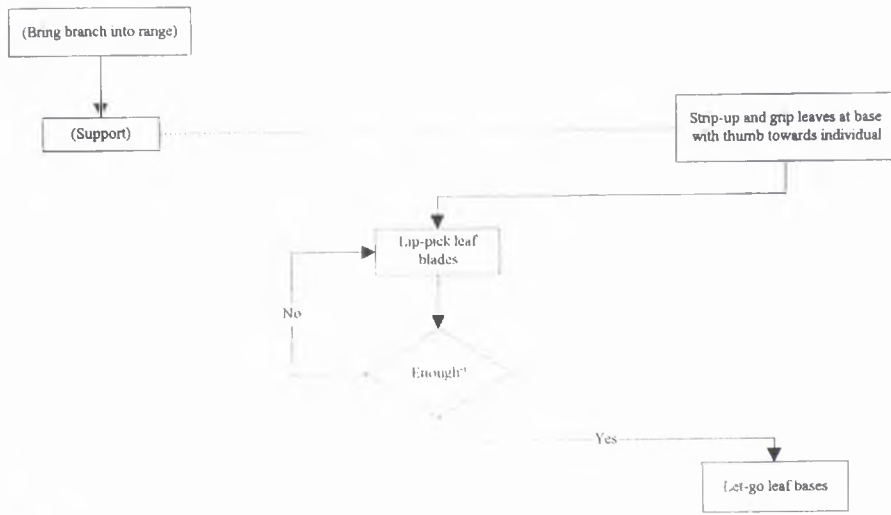 (Bring branch into range)
(Support)
Strip-up and grip leaves at base
with thumb towards individual
Lip-pick leaf
blades
No
Enough?
Yes
Let-go leaf bases